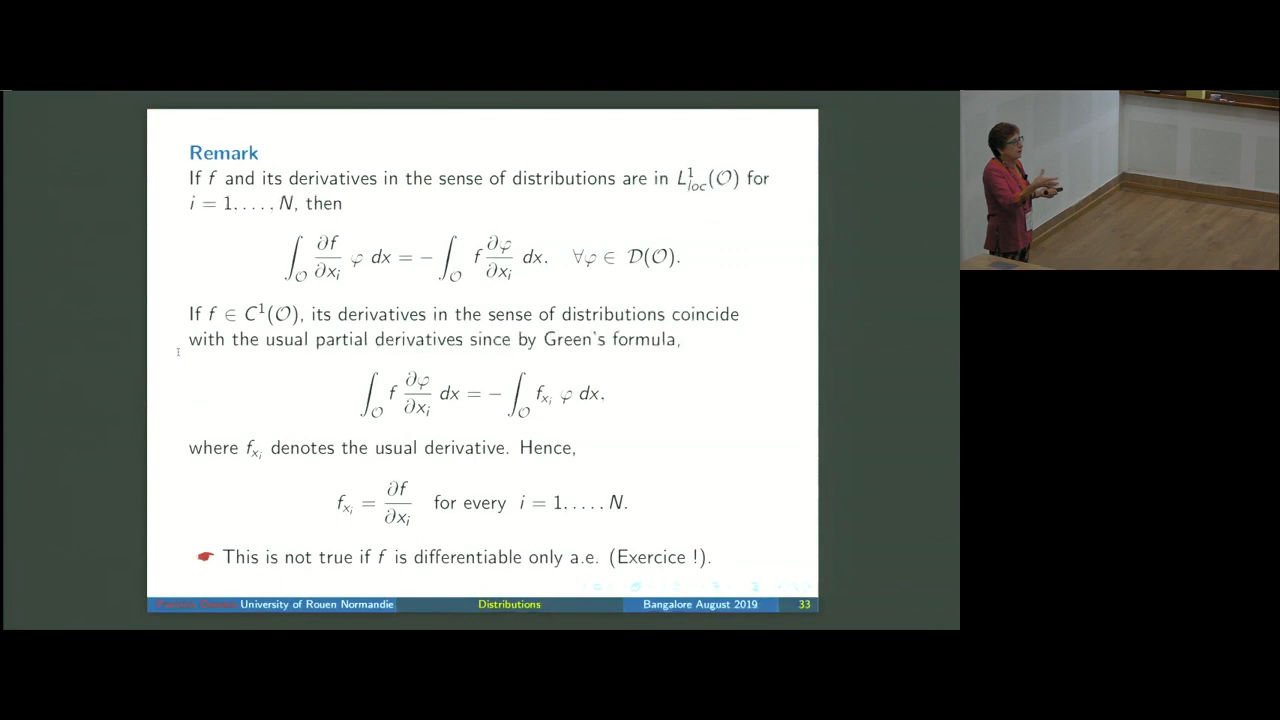 Remark
If f and its derivatives in the sense of distributions are in L^1_{loc}(𝒪) for
i = 1, . . . , N, then
∫_𝒪 ∂f/∂x_i φ dx = − ∫_𝒪 f ∂φ/∂x_i dx, ∀φ ∈ 𝒟(𝒪).
If f ∈ C^1(𝒪), its derivatives in the sense of distributions coincide
with the usual partial derivatives since by Green's formula,
∫_𝒪 f ∂φ/∂x_i dx = − ∫_𝒪 f_{x_i} φ dx,
where f_{x_i} denotes the usual derivative. Hence,
f_{x_i} = ∂f/∂x_i for every i = 1, . . . , N.
This is not true if f is differentiable only a.e. (Exercice !).
University of Rouen Normandie Distributions Bangalore August 2019 33